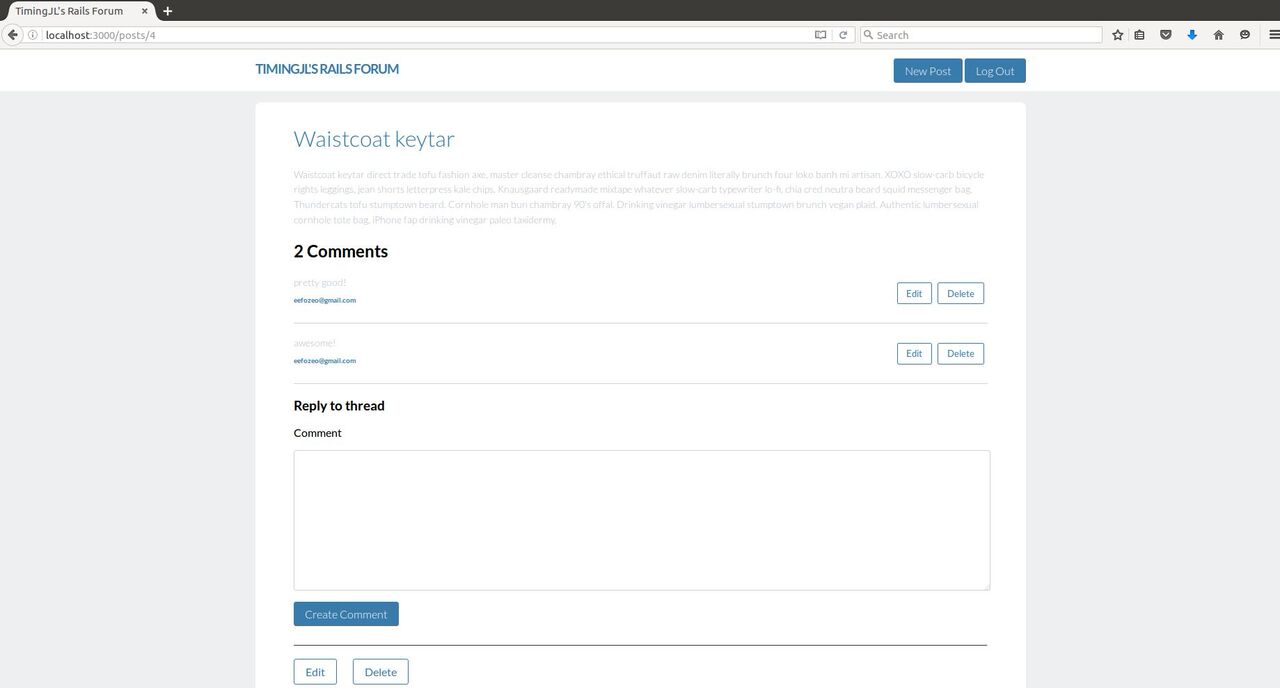 TimingJL's Rails Forum
localhost:3000/posts/4
Search
TIMINGJL'S RAILS FORUM
New Post
Log Out
Waistcoat keytar
Waistcoat keytar direct trade tofu fashion axe, master cleanse chambray ethical truffaut raw denim literally brunch four loko banh mi artisan. XOXO slow-carb bicycle
rights leggings, jean shorts letterpress kale chips. Knausgaard readymade mixtape whatever slow-carb typewriter lo-fi, chia cred neutra beard squid messenger bag.
Thundercats tofu stumptown beard. Cornhole man bun chambray 90's offal. Drinking vinegar lumbersexual stumptown brunch vegan plaid. Authentic lumbersexual
cornhole tote bag, iPhone fap drinking vinegar paleo taxidermy.
2 Comments
pretty good!
eefozeo@gmail.com
Edit
Delete
awesome!
eefozeo@gmail.com
Edit
Delete
Reply to thread
Comment
Create Comment
Edit
Delete